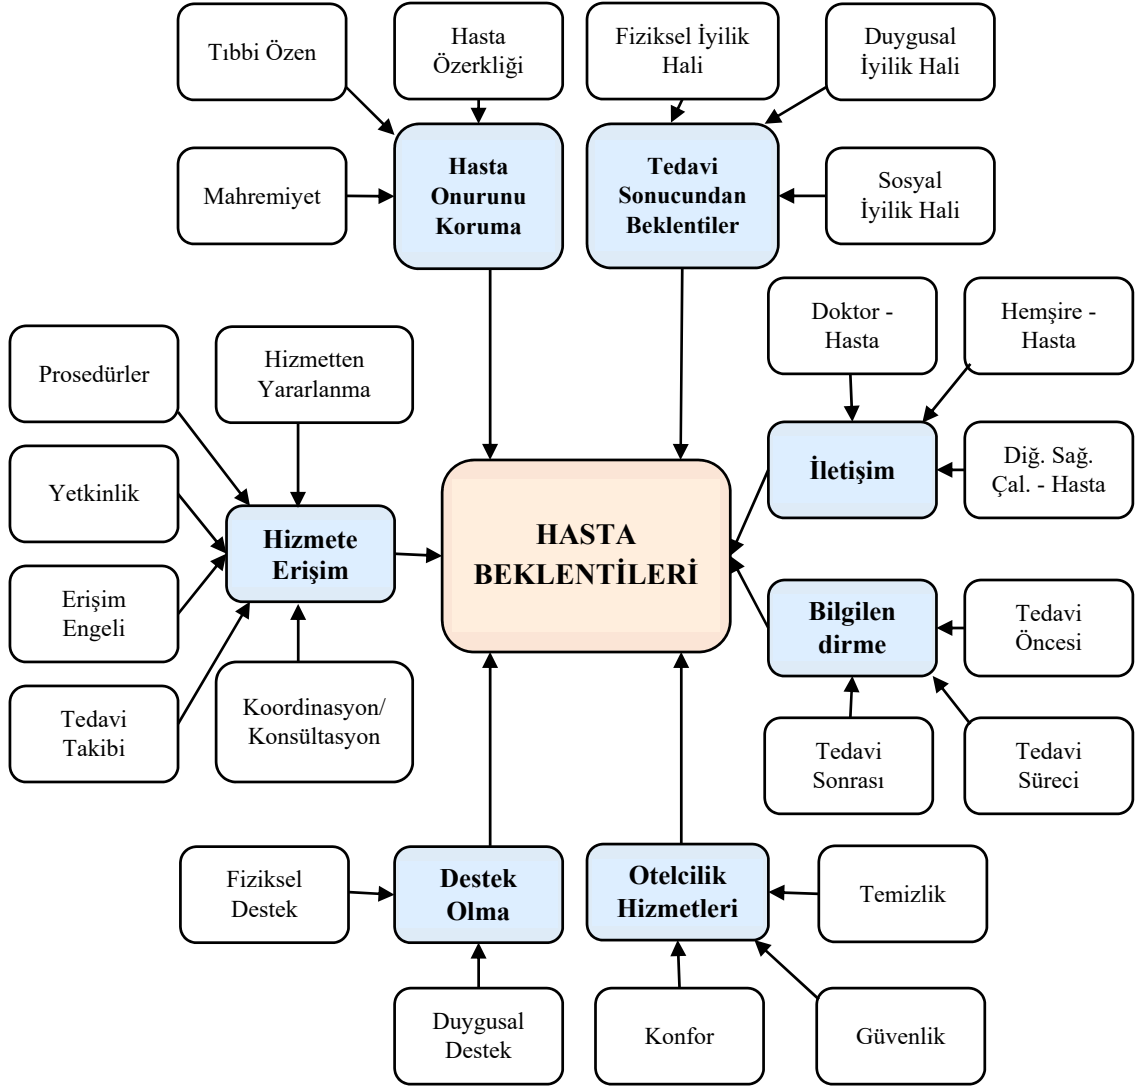 Tıbbi Özen
Hasta
Özerkliği
Fiziksel İyilik
Hali
Duygusal
İyilik Hali
Mahremiyet
Hasta
Onurunu
Koruma
Tedavi
Sonucundan
Beklentiler
Sosyal
İyilik Hali
Prosedürler
Hizmetten
Yararlanma
Doktor -
Hasta
Hemşire -
Hasta
Yetkinlik
İletişim
Diğ. Sağ.
Çal. - Hasta
Hizmete
Erişim
HASTA
BEKLENTİLERİ
Erişim
Engeli
Bilgilen
dirme
Tedavi
Öncesi
Tedavi
Takibi
Koordinasyon/
Konsültasyon
Tedavi
Sonrası
Tedavi
Süreci
Fiziksel
Destek
Destek
Olma
Otelcilik
Hizmetleri
Temizlik
Duygusal
Destek
Konfor
Güvenlik